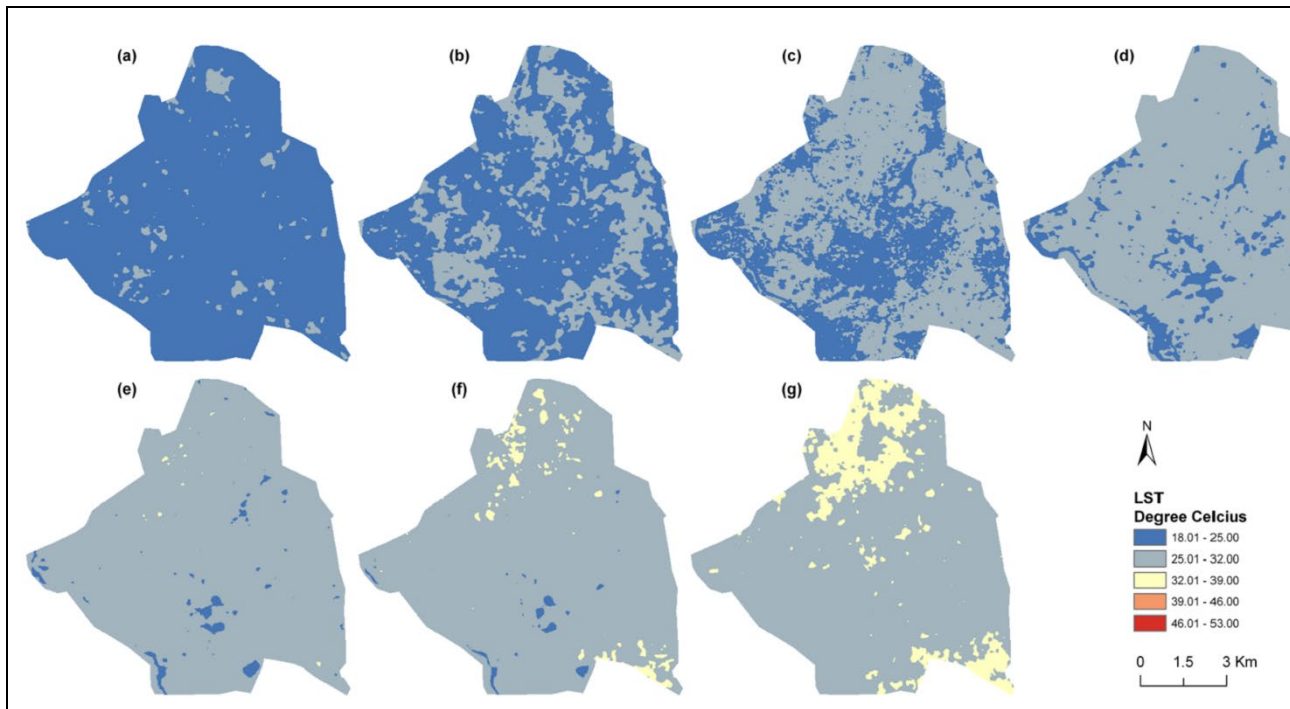 (a)
(b)
(c)
(d)
(e)
(f)
(g)
N
LST
Degree Celcius
18.01 - 25.00
25.01 - 32.00
32.01 - 39.00
39.01 - 46.00
46.01 - 53.00
0 1.5 3 Km